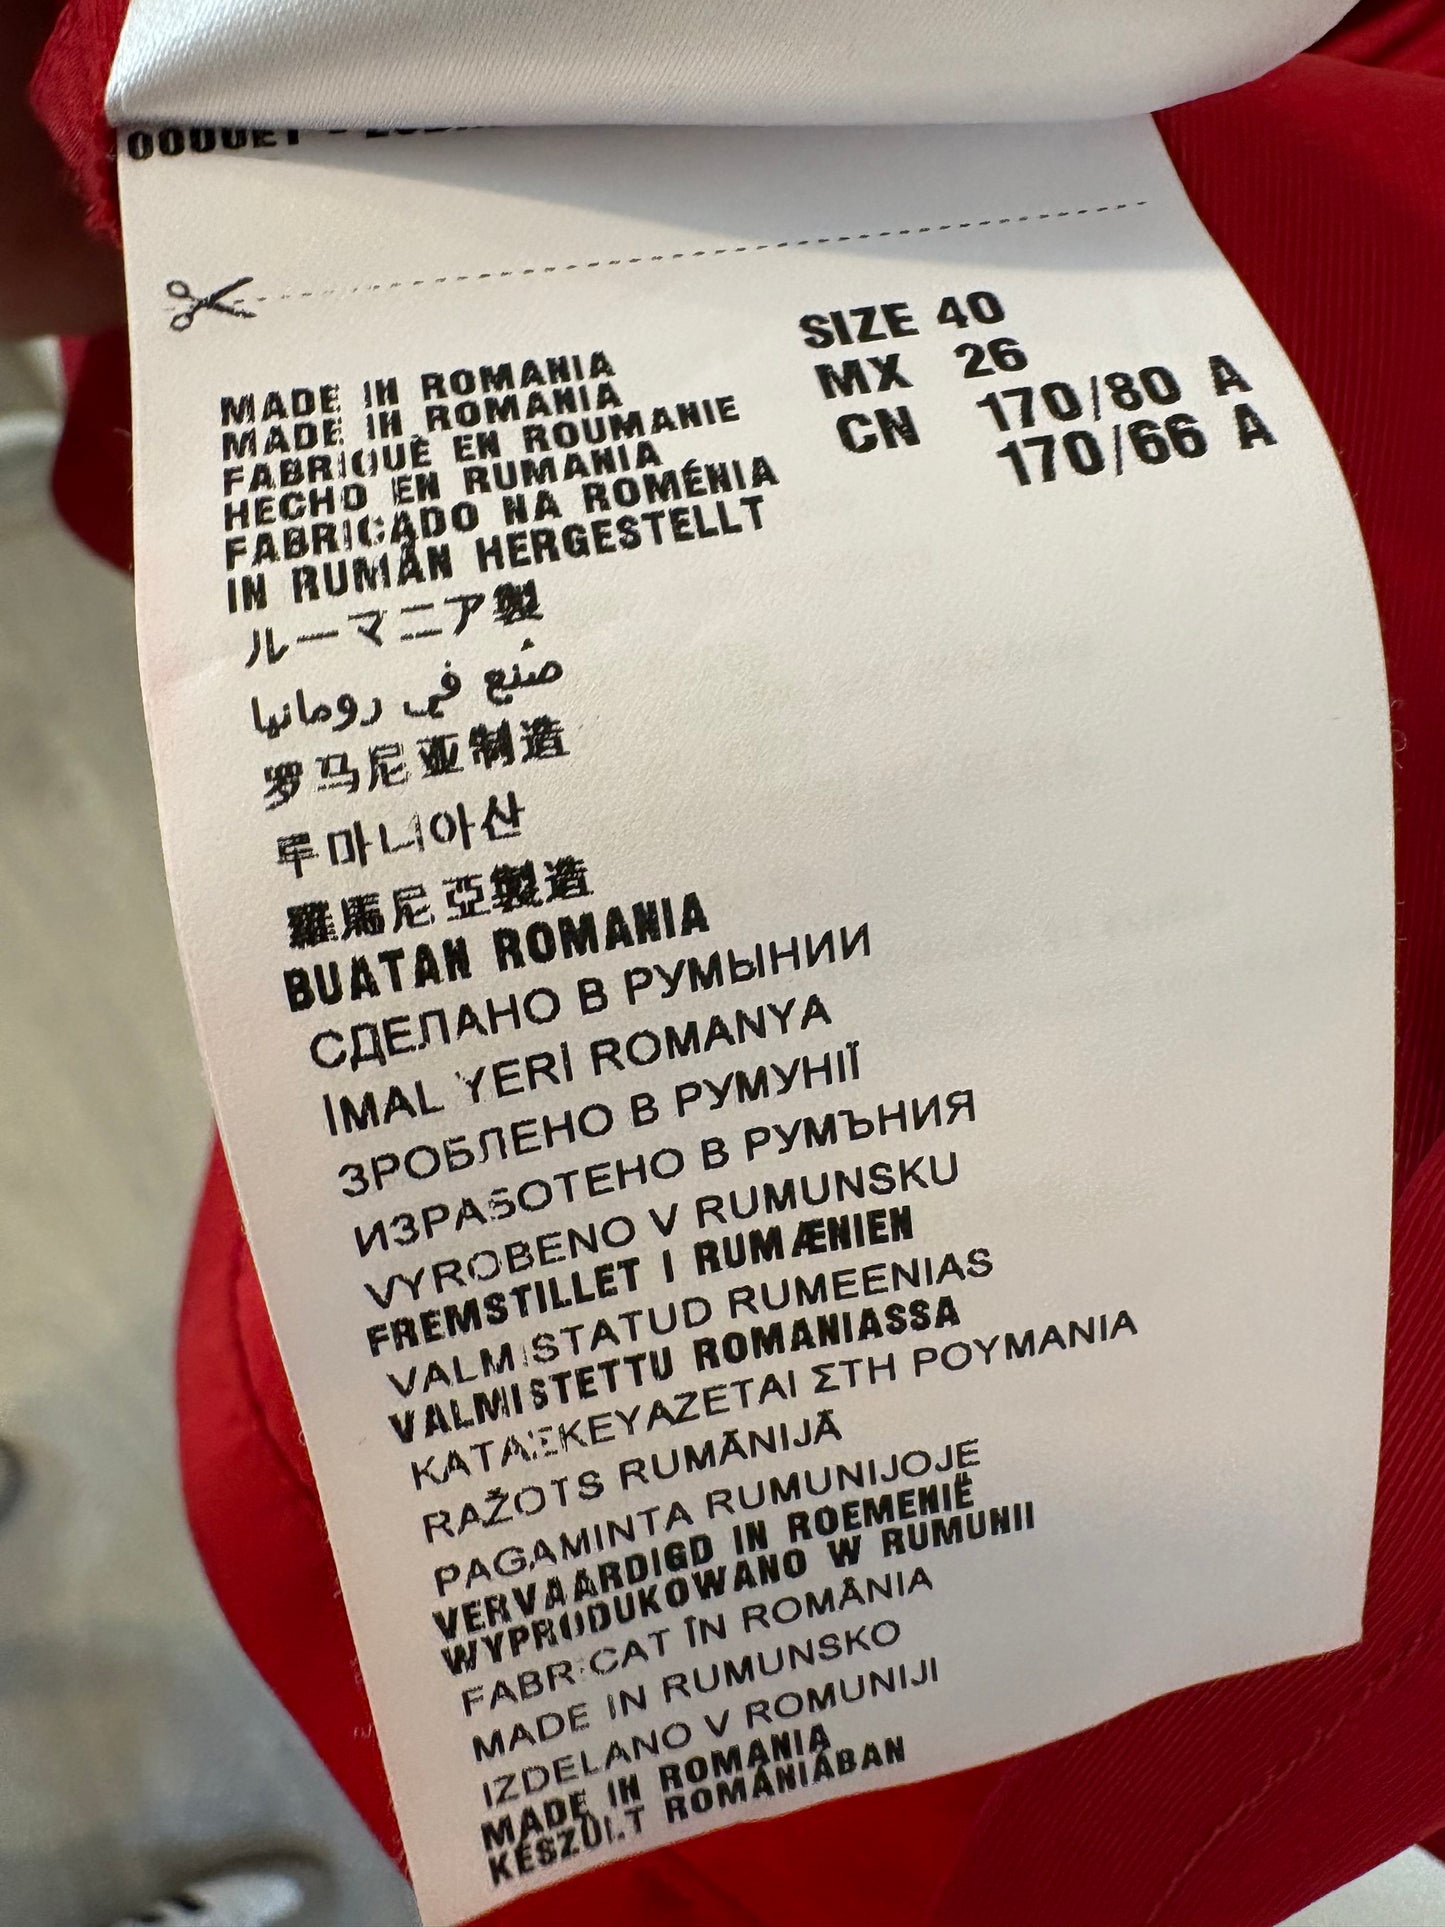 SIZE 40
MX 26
CN 170/80 A
170/66 A
MADE IN ROMANIA
MADE IN ROMANIA
FABRIQUÉ EN ROUMANIE
HECHO EN RUMANIA
FABRICADO NA ROMÉNIA
IN RUMÄN HERGESTELLT
ルーマニア製
صُنع في رومانيا
罗马尼亚制造
루마니아산
羅馬尼亞製造
BUATAN ROMANIA
СДЕЛАНО В РУМЫНИИ
İMAL YERİ ROMANYA
ЗРОБЛЕНО В РУМУНІЇ
ИЗРАБОТЕНО В РУМЪНИЯ
VYROBENO V RUMUNSKU
FREMSTILLET I RUMÆNIEN
VALMISTATUD RUMEENIAS
VALMISTETTU ROMANIASSA
ΚΑΤΑΣΚΕΥΑΖΕΤΑΙ ΣΤΗ ΡΟΥΜΑΝΙΑ
RAŽOTS RUMĀNIJĀ
PAGAMINTA RUMUNIJOJE
VERVAARDIGD IN ROEMENIË
WYPRODUKOWANO W RUMUNII
FABRICAT ÎN ROMÂNIA
MADE IN RUMUNSKO
IZDELANO V ROMUNIJI
MADE IN ROMANIA
KÉSZÜLT ROMÁNIÁBAN